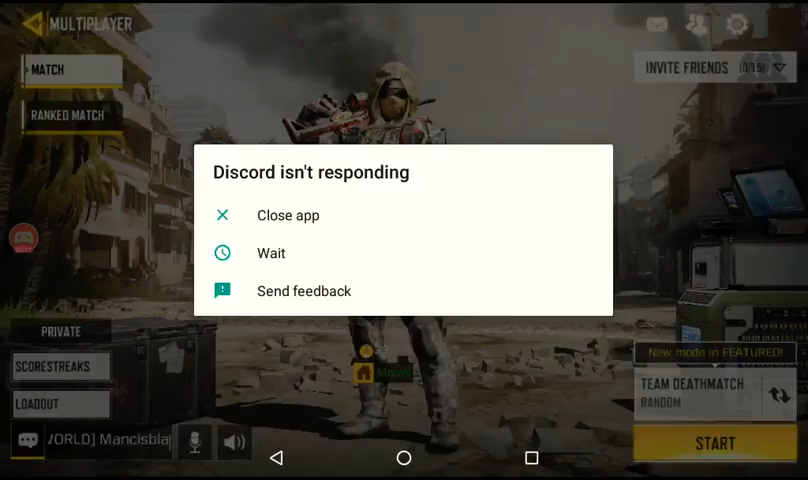 MULTIPLAYER
MATCH
INVITE FRIENDS (0/15)
RANKED MATCH
Discord isn't responding
Close app
Wait
Send feedback
PRIVATE
New mode in FEATURED!
SCORESTREAKS
TEAM DEATHMATCH
RANDOM
LOADOUT
START